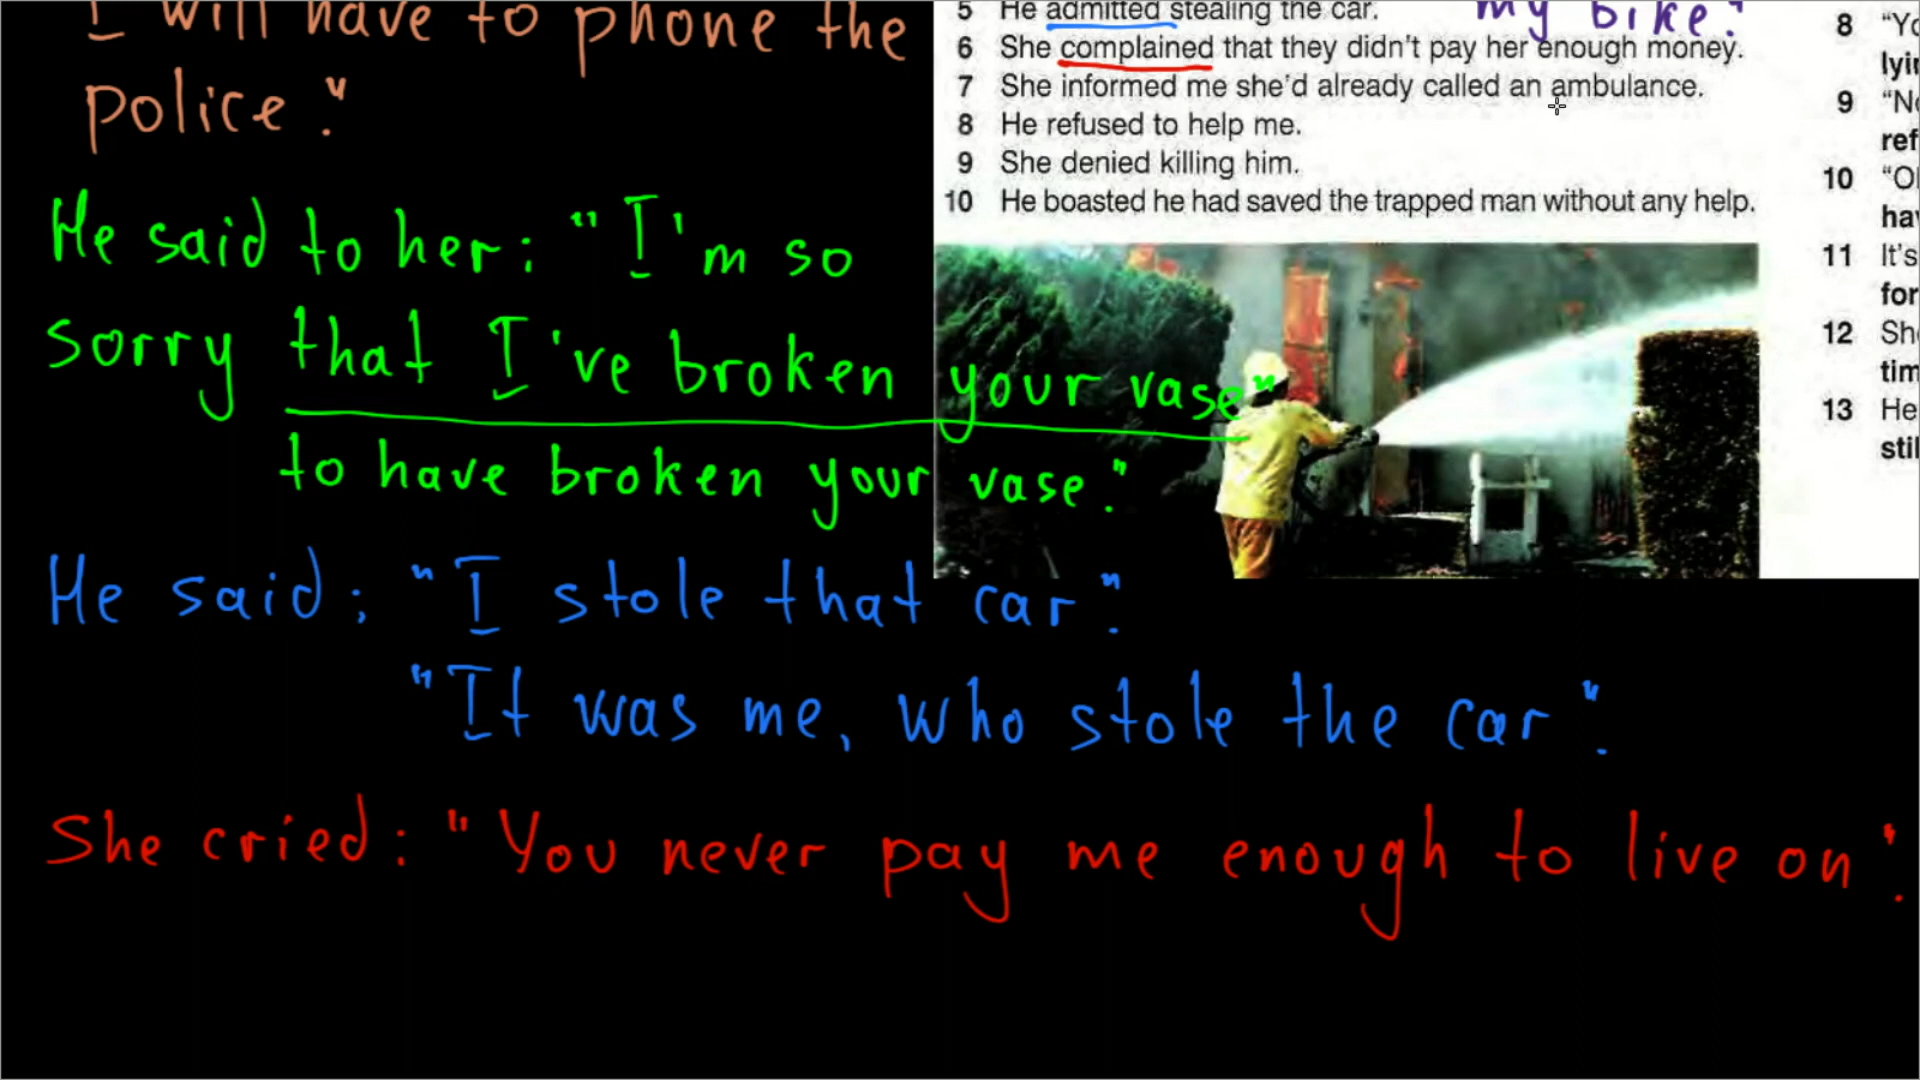 I will have to phone the
police."
He said to her: "I'm so
sorry that I've broken your vase"
to have broken your vase."
He said: "I stole that car."
"It was me, who stole the car".
She cried: "You never pay me enough to live on".
my bike."
5 He admitted stealing the car.
6 She complained that they didn't pay her enough money.
7 She informed me she'd already called an ambulance.
8 He refused to help me.
9 She denied killing him.
10 He boasted he had saved the trapped man without any help.
8
9
10
hav
11 It's
for
12 She
tim
13 He
stil